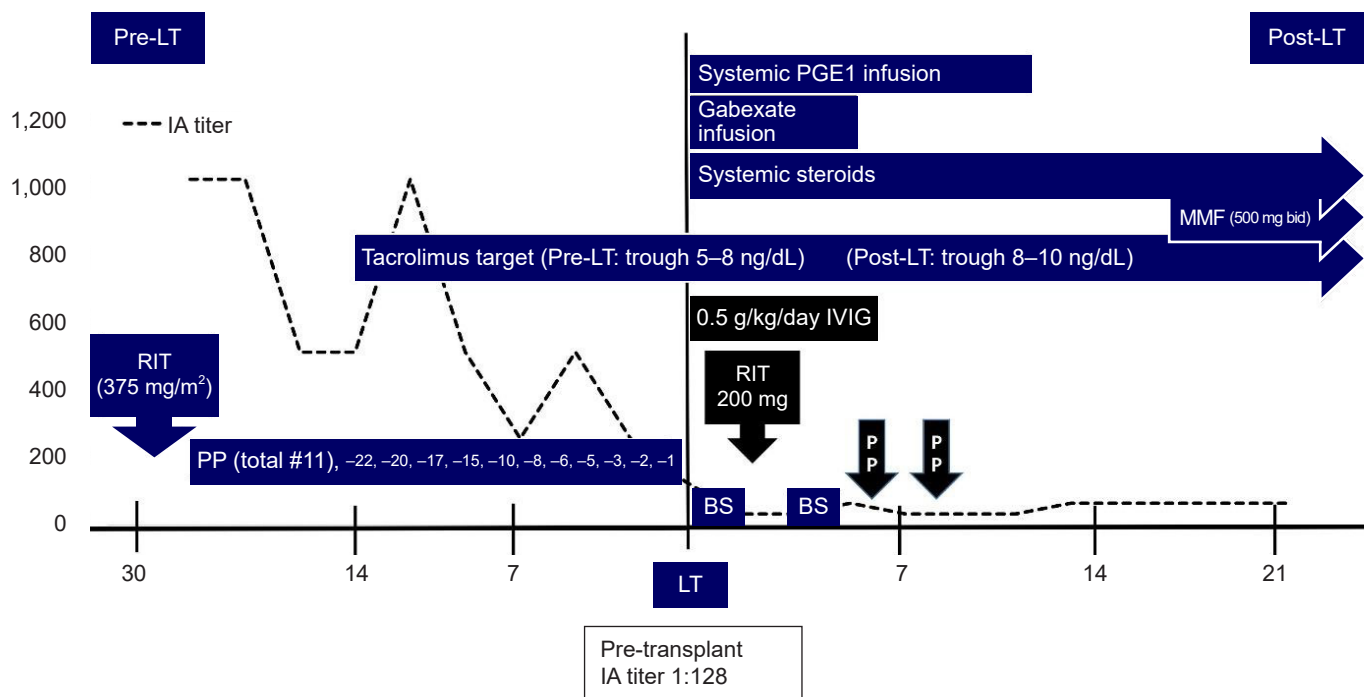 Pre-LT
Post-LT
Systemic PGE1 infusion
Gabexate
infusion
1,200
IA titer
Systemic steroids
1,000
MMF (500 mg bid)
800
Tacrolimus target (Pre-LT: trough 5–8 ng/dL) (Post-LT: trough 8–10 ng/dL)
600
0.5 g/kg/day IVIG
RIT
(375 mg/m²)
400
RIT
200 mg
P
P
P
P
200
PP (total #11), –22, –20, –17, –15, –10, –8, –6, –5, –3, –2, –1
BS
BS
0
30
14
7
LT
7
14
21
Pre-transplant
IA titer 1:128